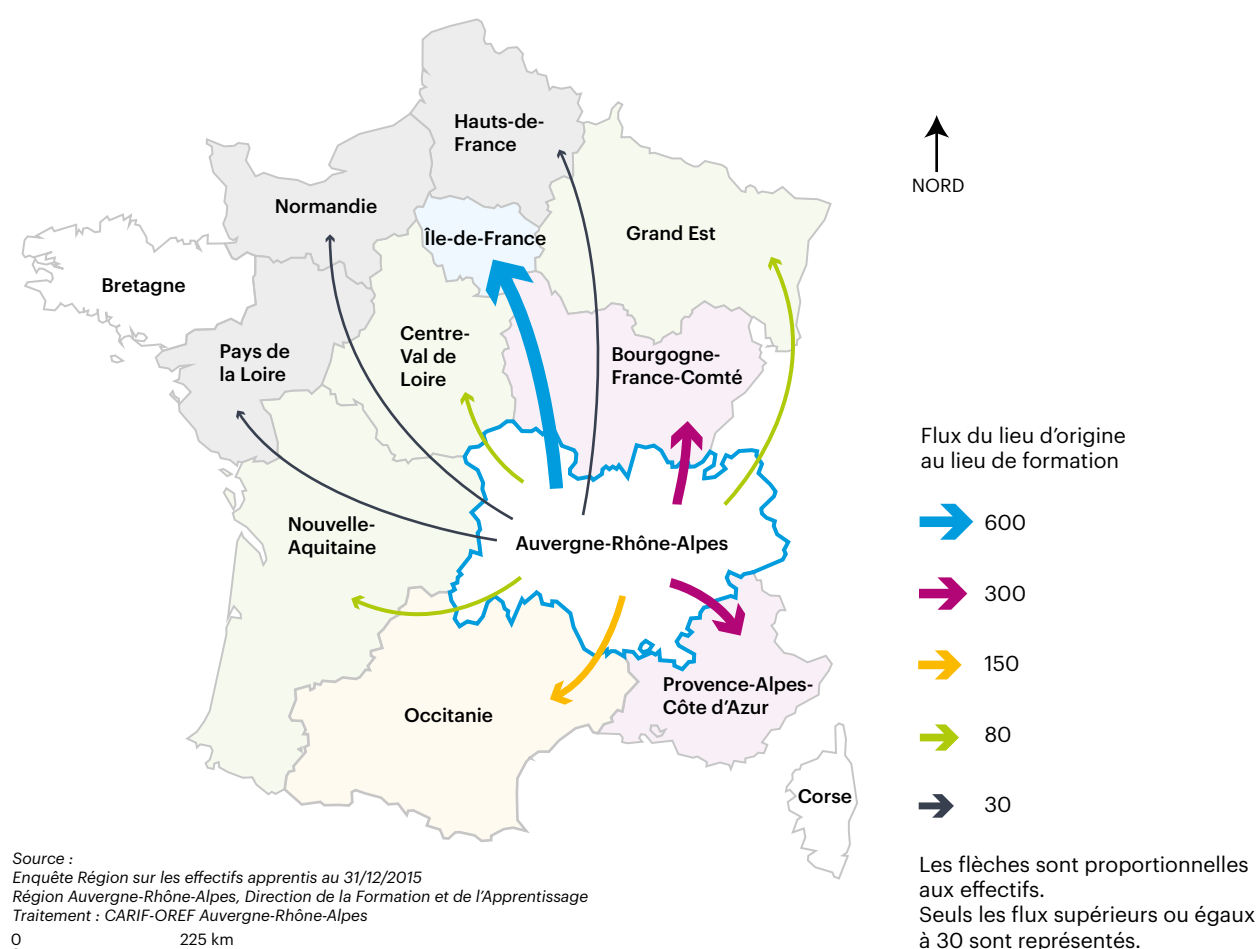 Hauts-de-
France
NORD
Normandie
Île-de-France
Grand Est
Bretagne
Centre-
Val de
Loire
Pays de
la Loire
Bourgogne-
France-Comté
Flux du lieu d’origine
au lieu de formation
600
Nouvelle-
Aquitaine
Auvergne-Rhône-Alpes
300
150
Provence-Alpes-
Côte d’Azur
Occitanie
80
Corse
30
Source :
Enquête Région sur les effectifs apprentis au 31/12/2015
Région Auvergne-Rhône-Alpes, Direction de la Formation et de l’Apprentissage
Traitement : CARIF-OREF Auvergne-Rhône-Alpes
0 225 km
Les flèches sont proportionnelles
aux effectifs.
Seuls les flux supérieurs ou égaux
à 30 sont représentés.